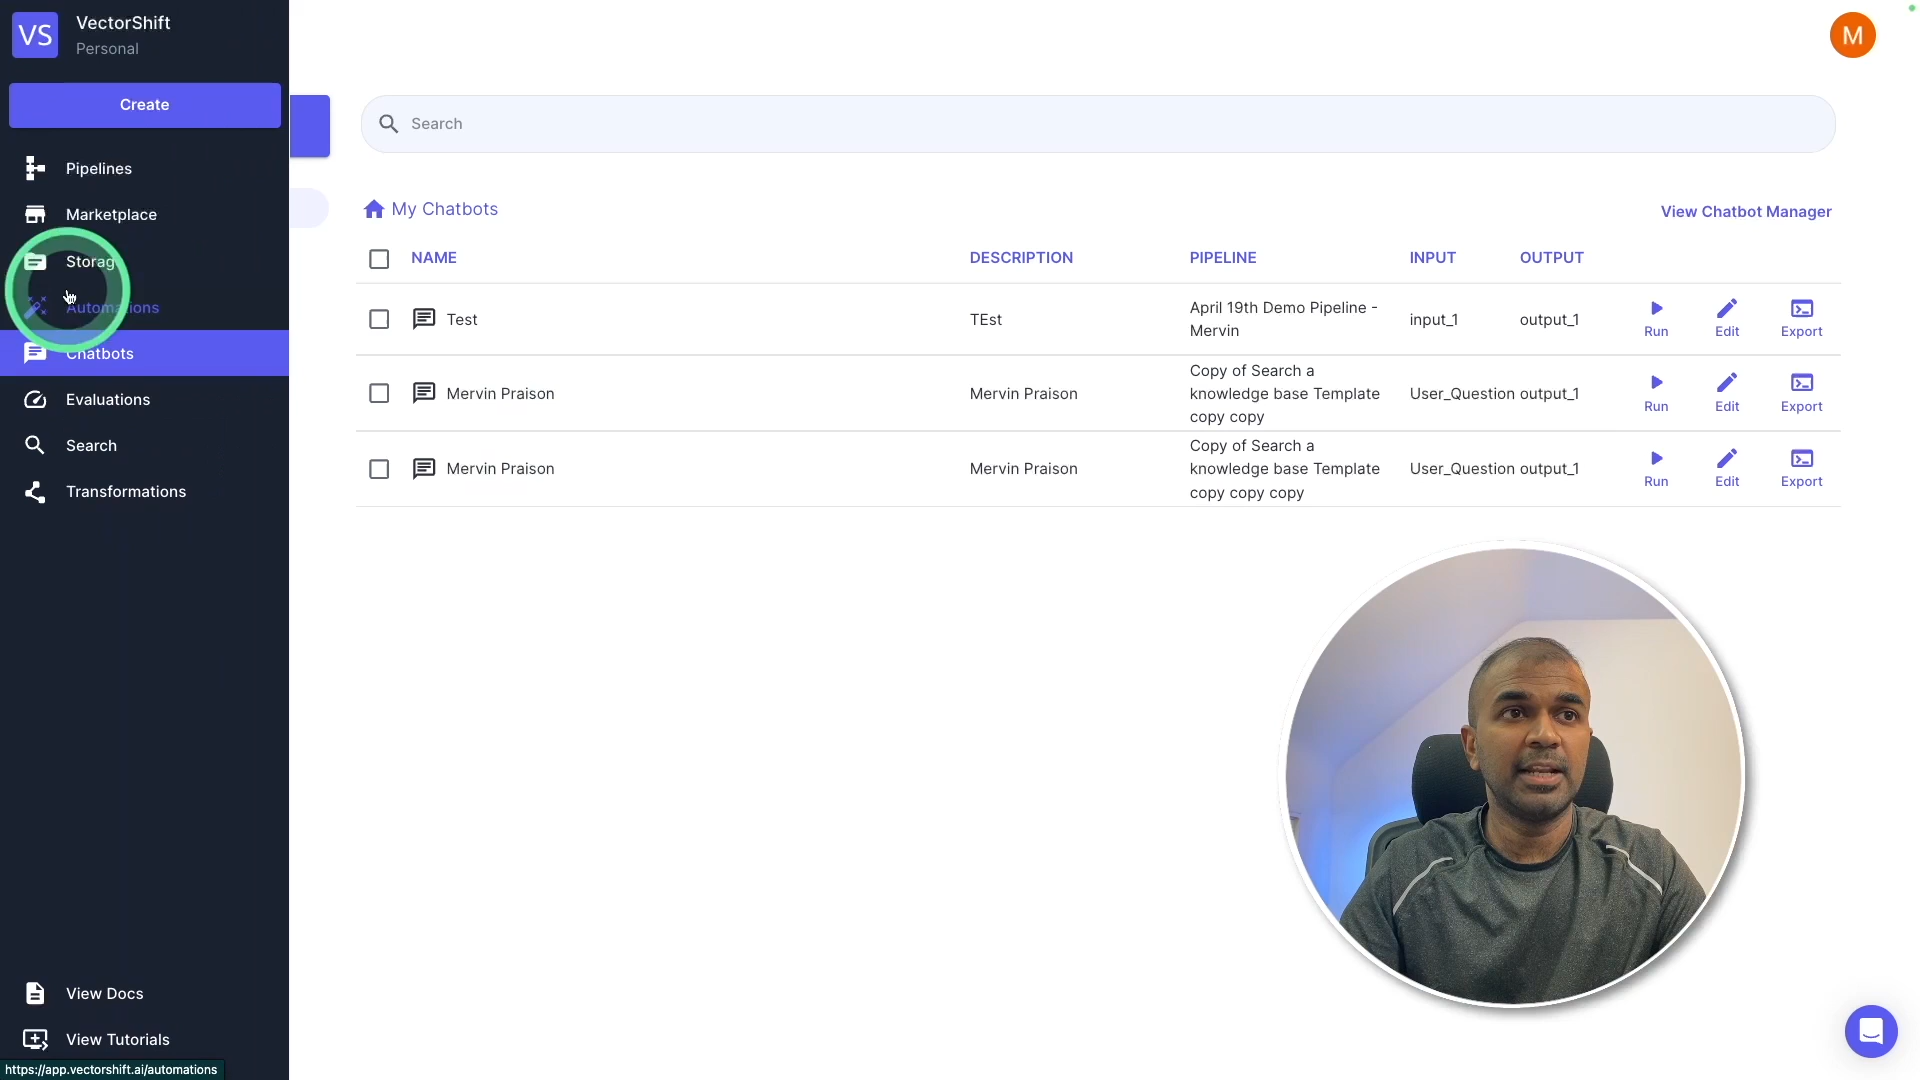 VS
VectorShift
Personal
Create
Pipelines
Marketplace
Storag
Automations
Chatbots
Evaluations
Search
Transformations
View Docs
View Tutorials
https://app.vectorshift.ai/automations
M
Search
My Chatbots
View Chatbot Manager
NAME DESCRIPTION PIPELINE INPUT OUTPUT
Test TEst April 19th Demo Pipeline -
Mervin input_1 output_1 Run Edit Export
Mervin Praison Mervin Praison Copy of Search a
knowledge base Template
copy copy User_Question output_1 Run Edit Export
Mervin Praison Mervin Praison Copy of Search a
knowledge base Template
copy copy copy User_Question output_1 Run Edit Export